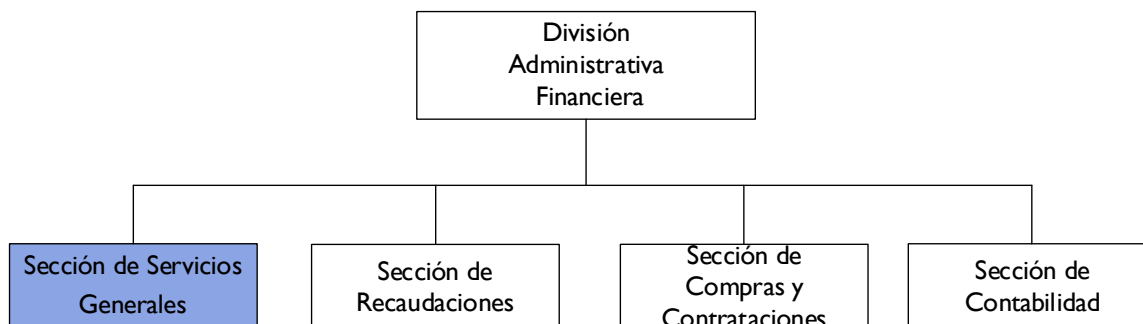 División
Administrativa
Financiera
Sección de Servicios
Generales
Sección de
Recaudaciones
Sección de
Compras y
Contrataciones
Sección de
Contabilidad